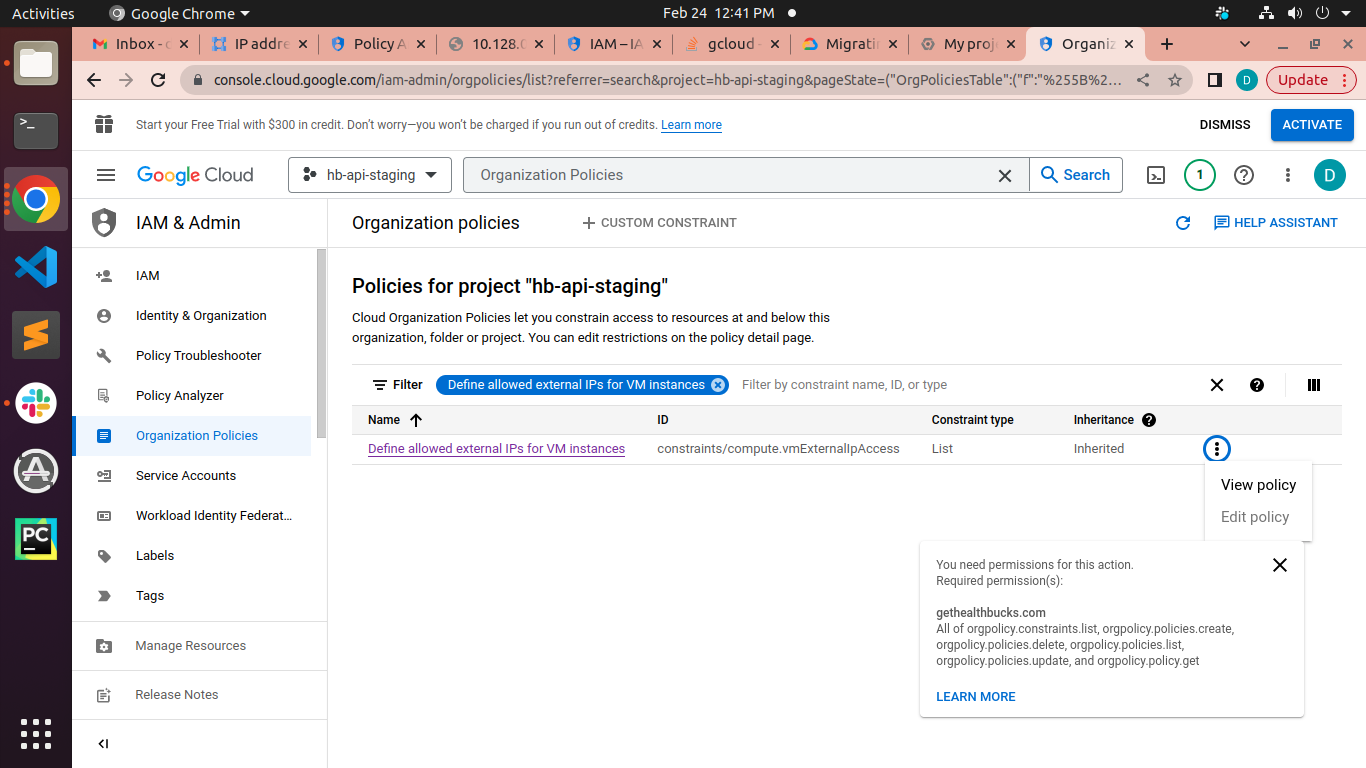 Activities
Google Chrome
Feb 24 12:41 PM
Inbox - c
IP addre
Policy A
10.128.0
IAM – IA
gcloud -
Migratin
My proj
Organiz
console.cloud.google.com/iam-admin/orgpolicies/list?referrer=search&project=hb-api-staging&pageState=("OrgPoliciesTable":("f":"%255B%2...
D
Update
Start your Free Trial with $300 in credit. Don't worry—you won't be charged if you run out of credits. Learn more
DISMISS
ACTIVATE
Google Cloud
hb-api-staging
Organization Policies
Search
1
D
IAM & Admin
Organization policies
CUSTOM CONSTRAINT
HELP ASSISTANT
IAM
Identity & Organization
Policy Troubleshooter
Policy Analyzer
Organization Policies
Service Accounts
Workload Identity Federat...
Labels
Tags
Manage Resources
Release Notes
Policies for project "hb-api-staging"
Cloud Organization Policies let you constrain access to resources at and below this
organization, folder or project. You can edit restrictions on the policy detail page.
Filter
Define allowed external IPs for VM instances
Filter by constraint name, ID, or type
Name
ID
Constraint type
Inheritance
Define allowed external IPs for VM instances
constraints/compute.vmExternalIpAccess
List
Inherited
View policy
Edit policy
You need permissions for this action.
Required permission(s):
gethealthbucks.com
All of orgpolicy.constraints.list, orgpolicy.policies.create,
orgpolicy.policies.delete, orgpolicy.policies.list,
orgpolicy.policies.update, and orgpolicy.policy.get
LEARN MORE
PC